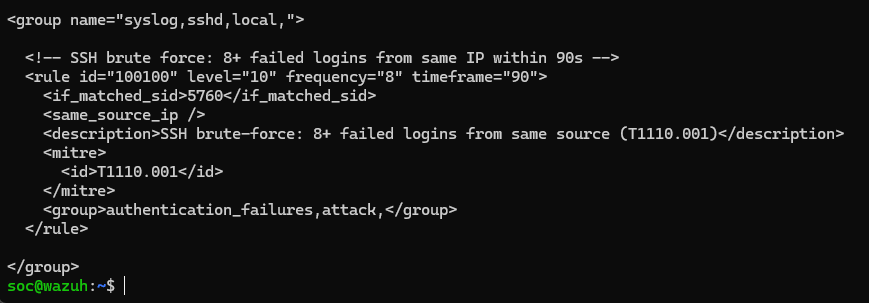 <group name="syslog,sshd,local,">
<!-- SSH brute force: 8+ failed logins from same IP within 90s -->
<rule id="100100" level="10" frequency="8" timeframe="90">
<if_matched_sid>5760</if_matched_sid>
<same_source_ip />
<description>SSH brute-force: 8+ failed logins from same source (T1110.001)</description>
<mitre>
<id>T1110.001</id>
</mitre>
<group>authentication_failures,attack,</group>
</rule>
</group>
soc@wazuh:~$